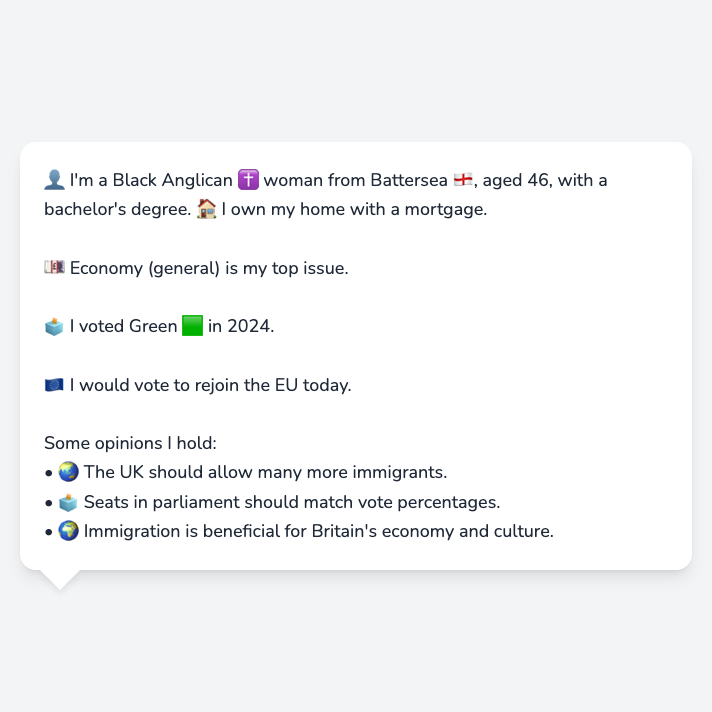 👤 I'm a Black Anglican ✝️ woman from Battersea 🏴󠁧󠁢󠁥󠁮󠁧󠁿, aged 46, with a
bachelor's degree. 🏠 I own my home with a mortgage.
💷 Economy (general) is my top issue.
🗳️ I voted Green 🟩 in 2024.
🇪🇺 I would vote to rejoin the EU today.
Some opinions I hold:
• 🌏 The UK should allow many more immigrants.
• 🗳️ Seats in parliament should match vote percentages.
• 🌍 Immigration is beneficial for Britain's economy and culture.